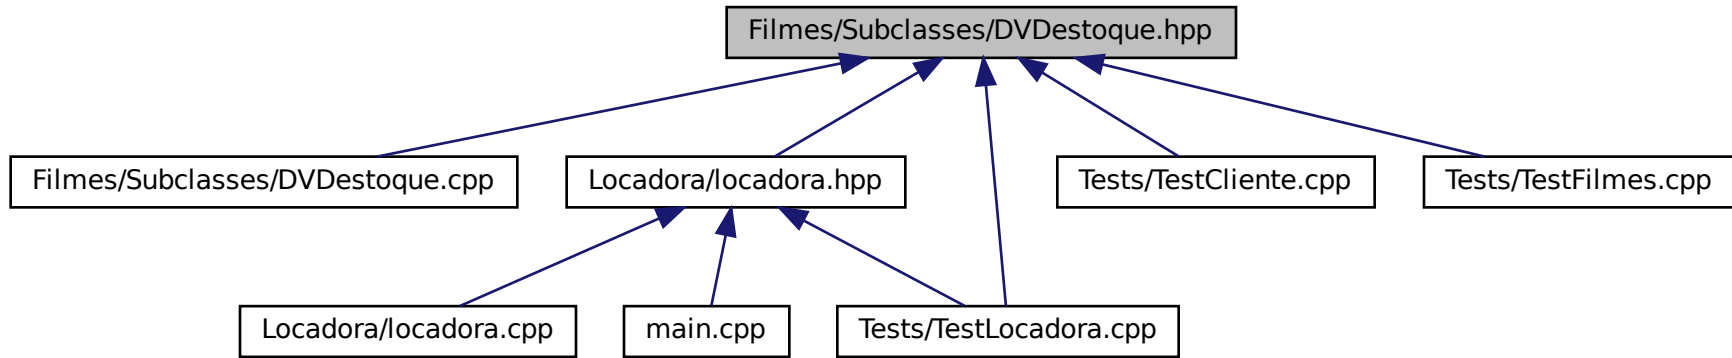 Filmes/Subclasses/DVDestoque.hpp
Filmes/Subclasses/DVDestoque.cpp
Locadora/locadora.hpp
Tests/TestCliente.cpp
Tests/TestFilmes.cpp
Locadora/locadora.cpp
main.cpp
Tests/TestLocadora.cpp